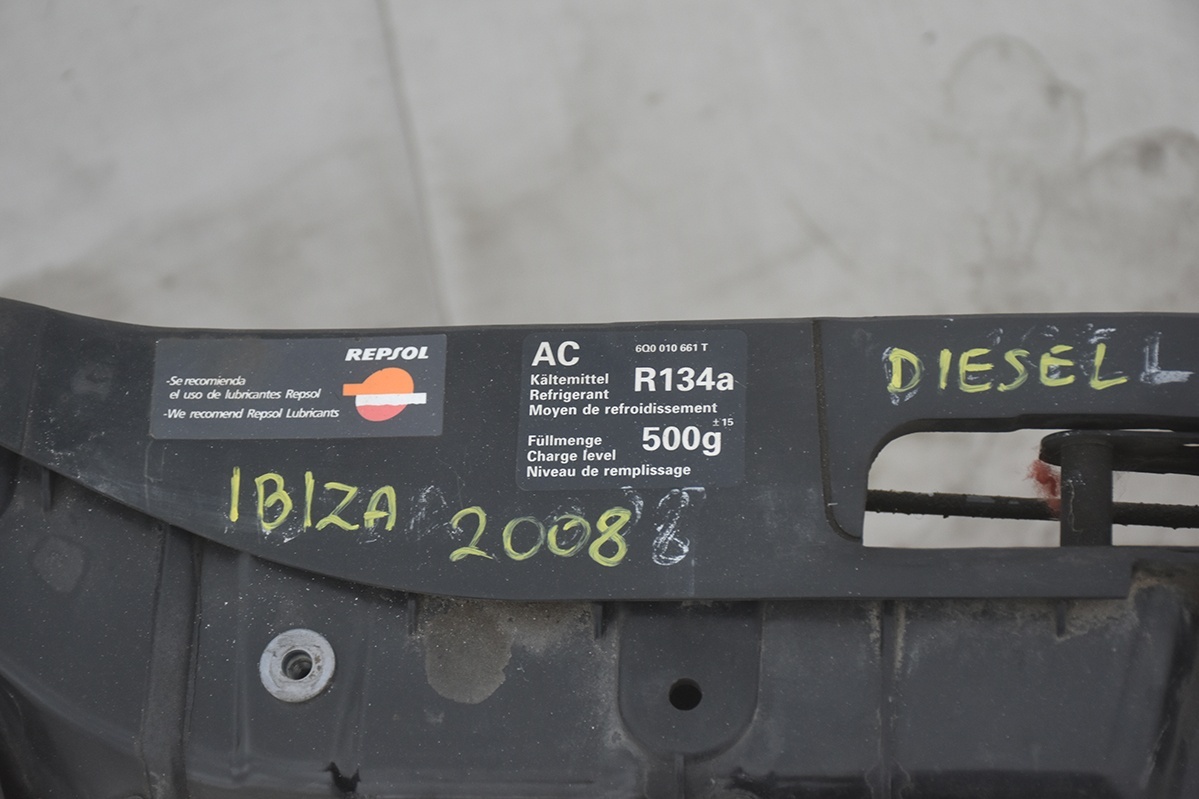 REPSOL
-Se recomienda
el uso de lubricantes Repsol
-We recomend Repsol Lubricants
AC 6Q0 010 661 T
Kältemittel
Refrigerant R134a
Moyen de refroidissement
± 15
Füllmenge 500g
Charge level
Niveau de remplissage
DIESEL
IBIZA 2008